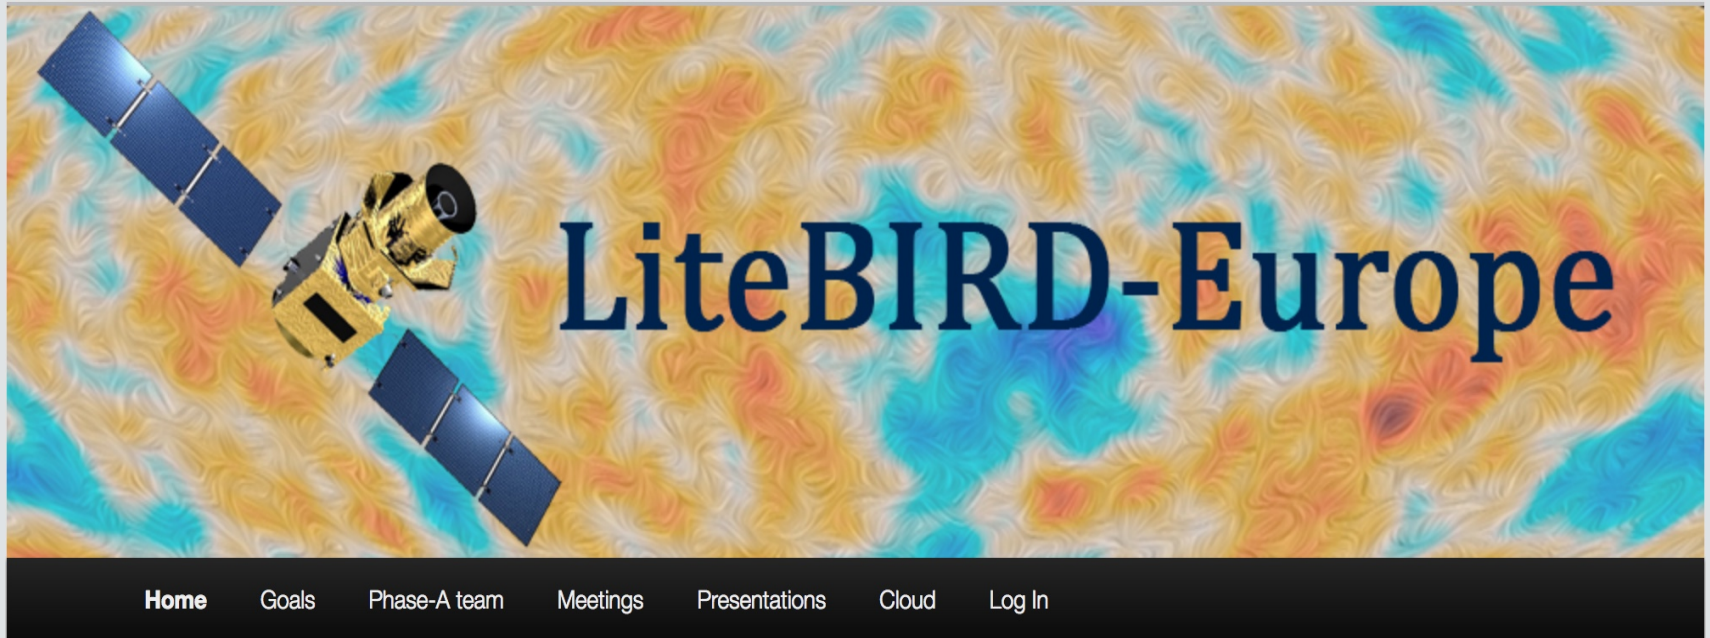 LiteBIRD-Europe
Home Goals Phase-A team Meetings Presentations Cloud Log In